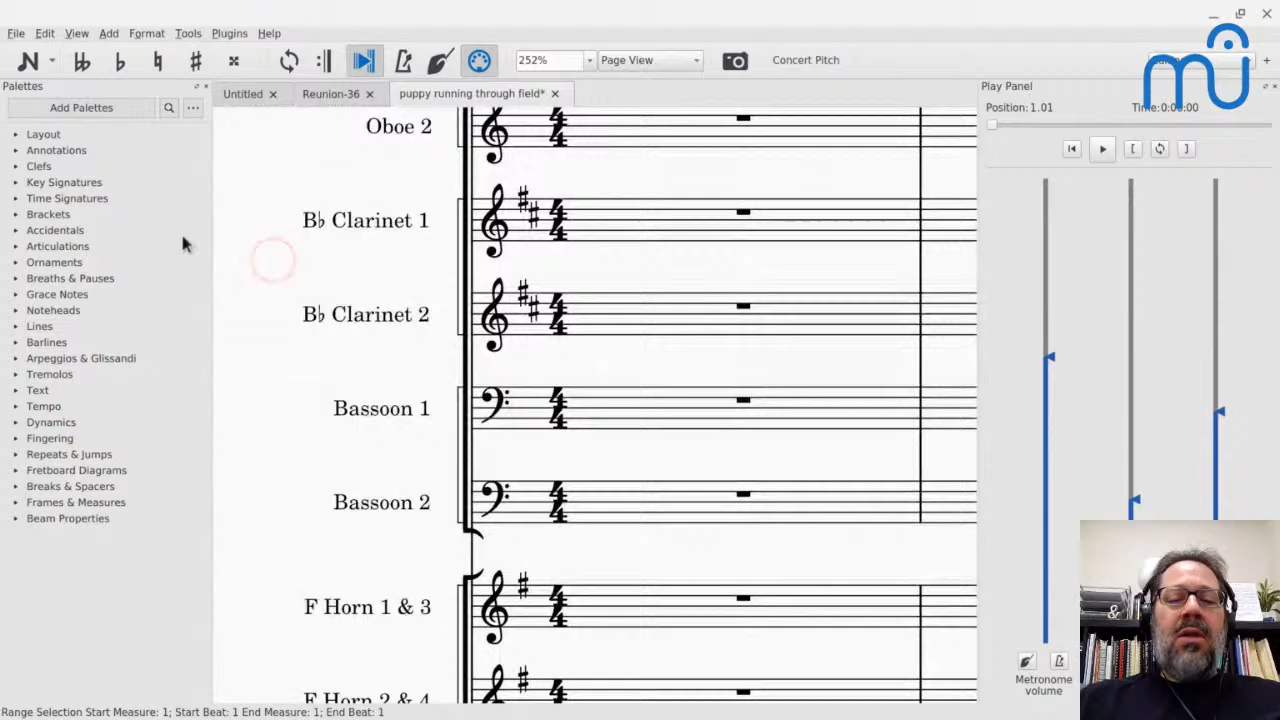 File Edit View Add Format Tools Plugins Help
252% Page View Concert Pitch
Palettes
Untitled Reunion-36 puppy running through field*
Play Panel
Add Palettes
Position: 1.01 Time: 0:00:00
Layout
Annotations
Clefs
Key Signatures
Time Signatures
Brackets
Accidentals
Articulations
Ornaments
Breaths & Pauses
Grace Notes
Noteheads
Lines
Barlines
Arpeggios & Glissandi
Tremolos
Text
Tempo
Dynamics
Fingering
Repeats & Jumps
Fretboard Diagrams
Breaks & Spacers
Frames & Measures
Beam Properties
Oboe 2
B♭ Clarinet 1
B♭ Clarinet 2
Bassoon 1
Bassoon 2
F Horn 1 & 3
F Horn 2 & 4
Metronome
volume
Range Selection Start Measure: 1; Start Beat: 1 End Measure: 1; End Beat: 1